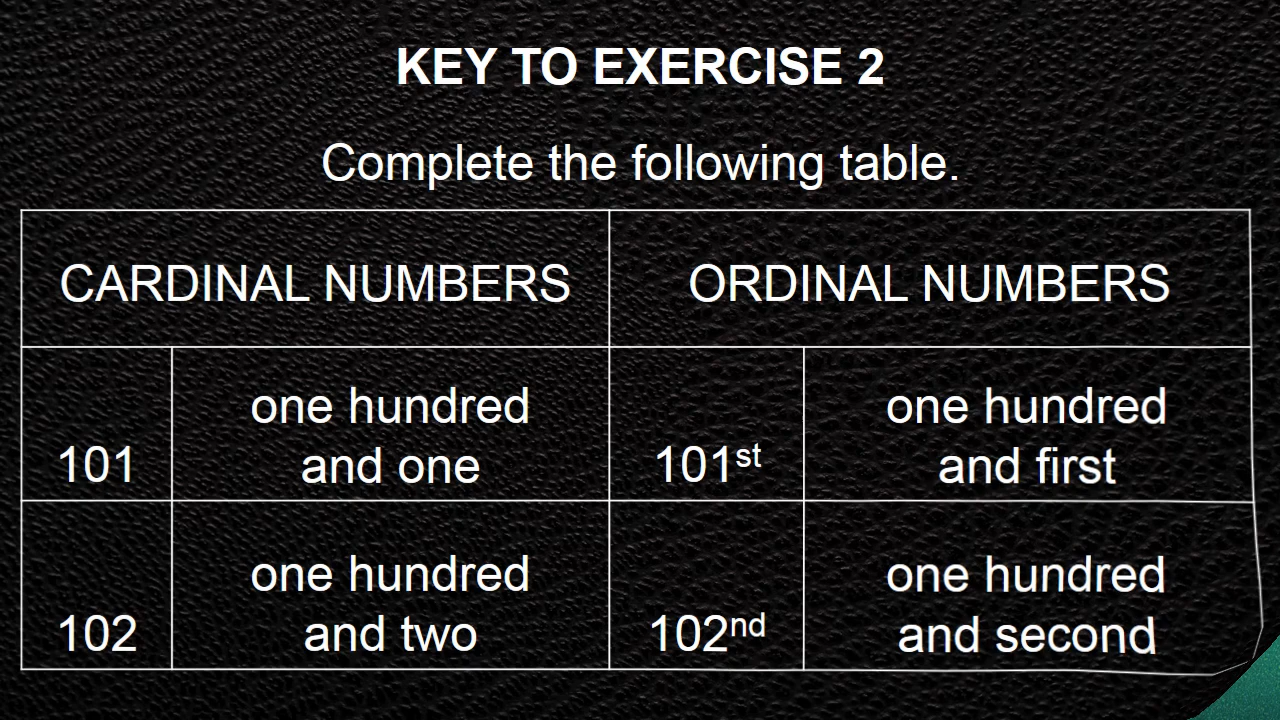 KEY TO EXERCISE 2
Complete the following table.
CARDINAL NUMBERS ORDINAL NUMBERS
one hundred one hundred
101 and one 101st and first
one hundred one hundred
102 and two 102nd and second